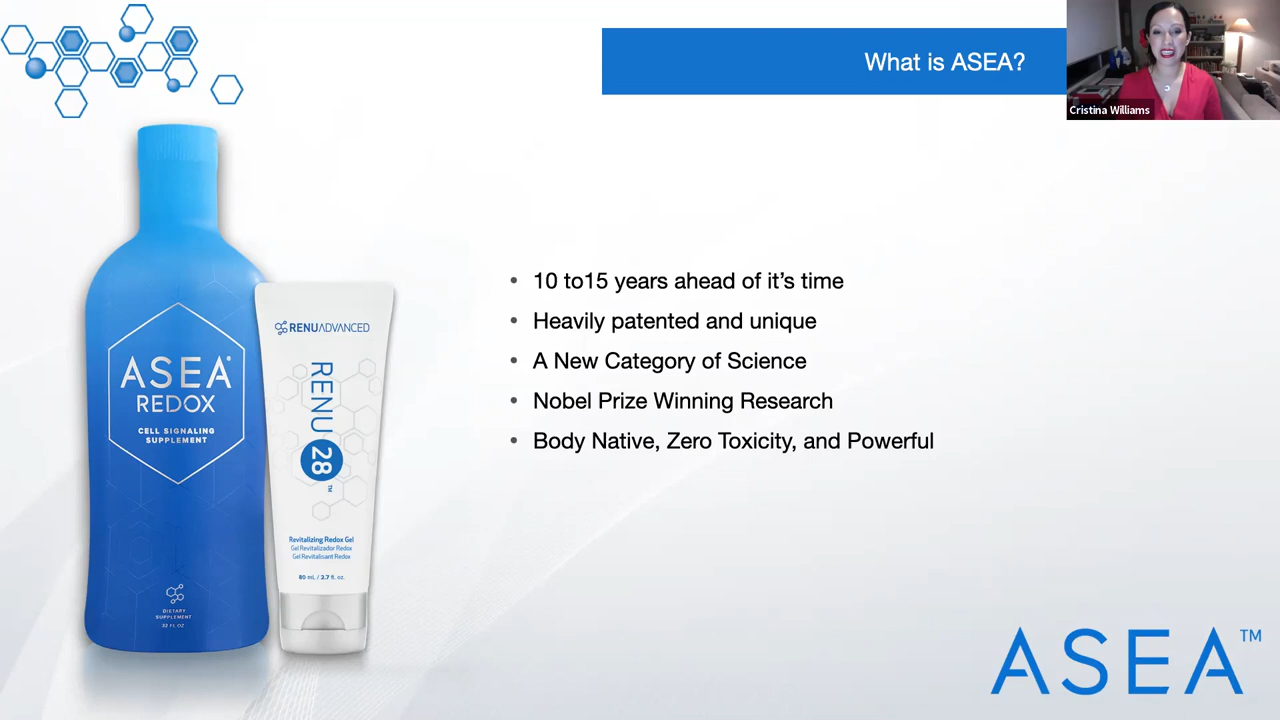 What is ASEA?
Cristina Williams
• 10 to15 years ahead of it’s time
• Heavily patented and unique
• A New Category of Science
• Nobel Prize Winning Research
• Body Native, Zero Toxicity, and Powerful
ASEA®
REDOX
CELL SIGNALING
SUPPLEMENT
DIETARY
SUPPLEMENT
32 FL OZ
RENUADVANCED
RENU
28™
Revitalizing Redox Gel
Gel Revitalizador Redox
Gel Revitalisant Redox
80 mL / 2.7 fl. oz.
ASEA™